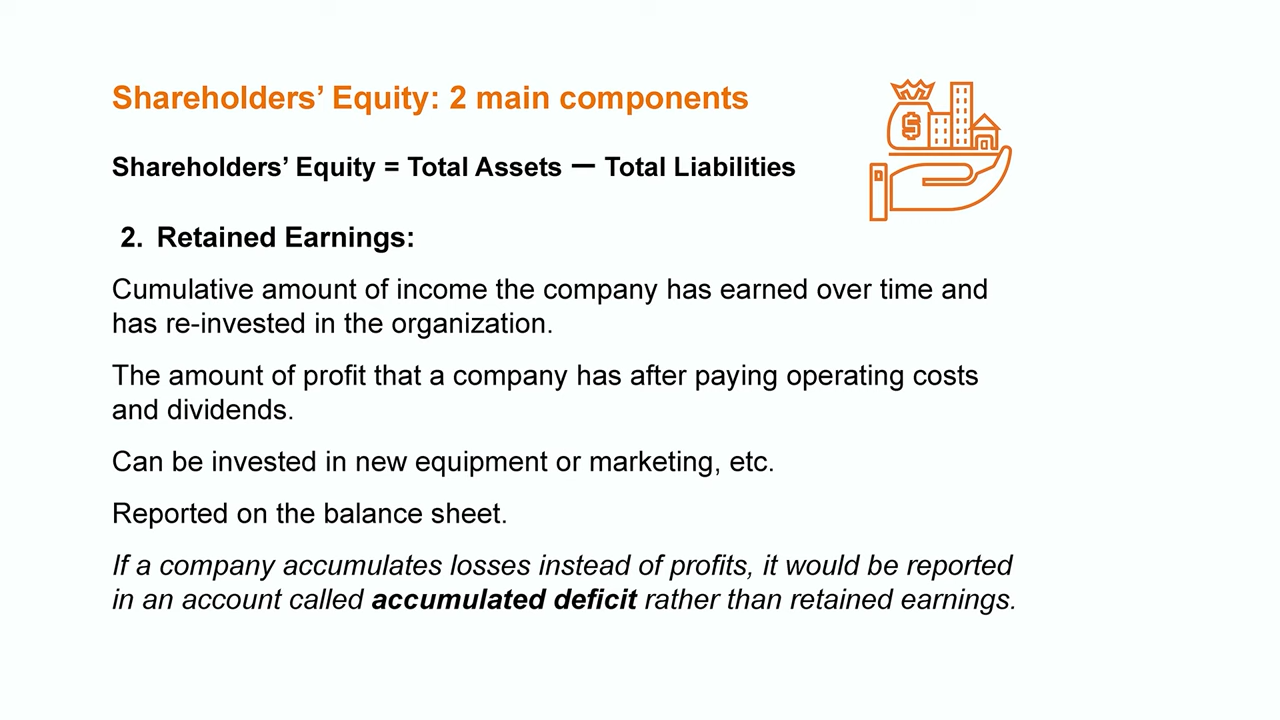 Shareholders’ Equity: 2 main components
Shareholders’ Equity = Total Assets – Total Liabilities
2. Retained Earnings:
Cumulative amount of income the company has earned over time and
has re-invested in the organization.
The amount of profit that a company has after paying operating costs
and dividends.
Can be invested in new equipment or marketing, etc.
Reported on the balance sheet.
If a company accumulates losses instead of profits, it would be reported
in an account called accumulated deficit rather than retained earnings.
$